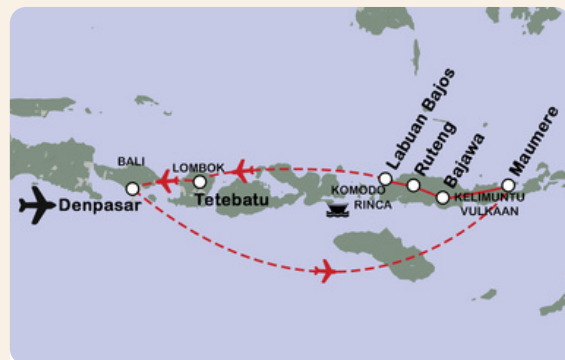 BALI
Denpasar
LOMBOK
Tetebatu
Labuan Bajos
KOMODO
RINCA
Ruteng
Bajawa
KELIMUNTU
VULKAAN
Maumere